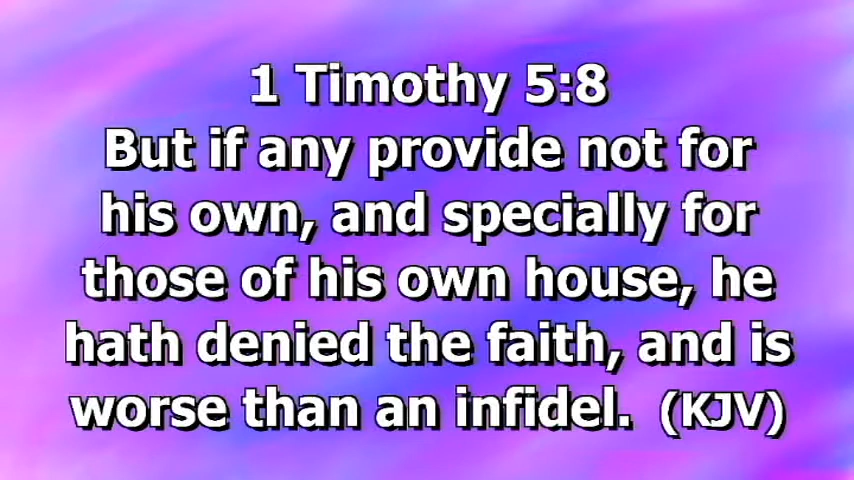 1 Timothy 5:8
But if any provide not for
his own, and specially for
those of his own house, he
hath denied the faith, and is
worse than an infidel. (KJV)